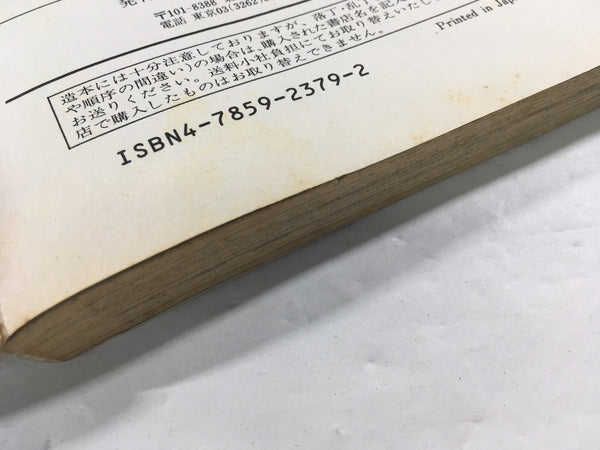 発行
〒101-8388
電話 東京03(3262)
造本には十分注意しておりますが、落丁・乱丁
や順序の間違い)の場合は、購入された書店名を記入
お送りください。送料小社負担にてお取り替えいたし
店で購入したものはお取り替えできません。
Printed in Japa
ISBN4-7859-2379-2